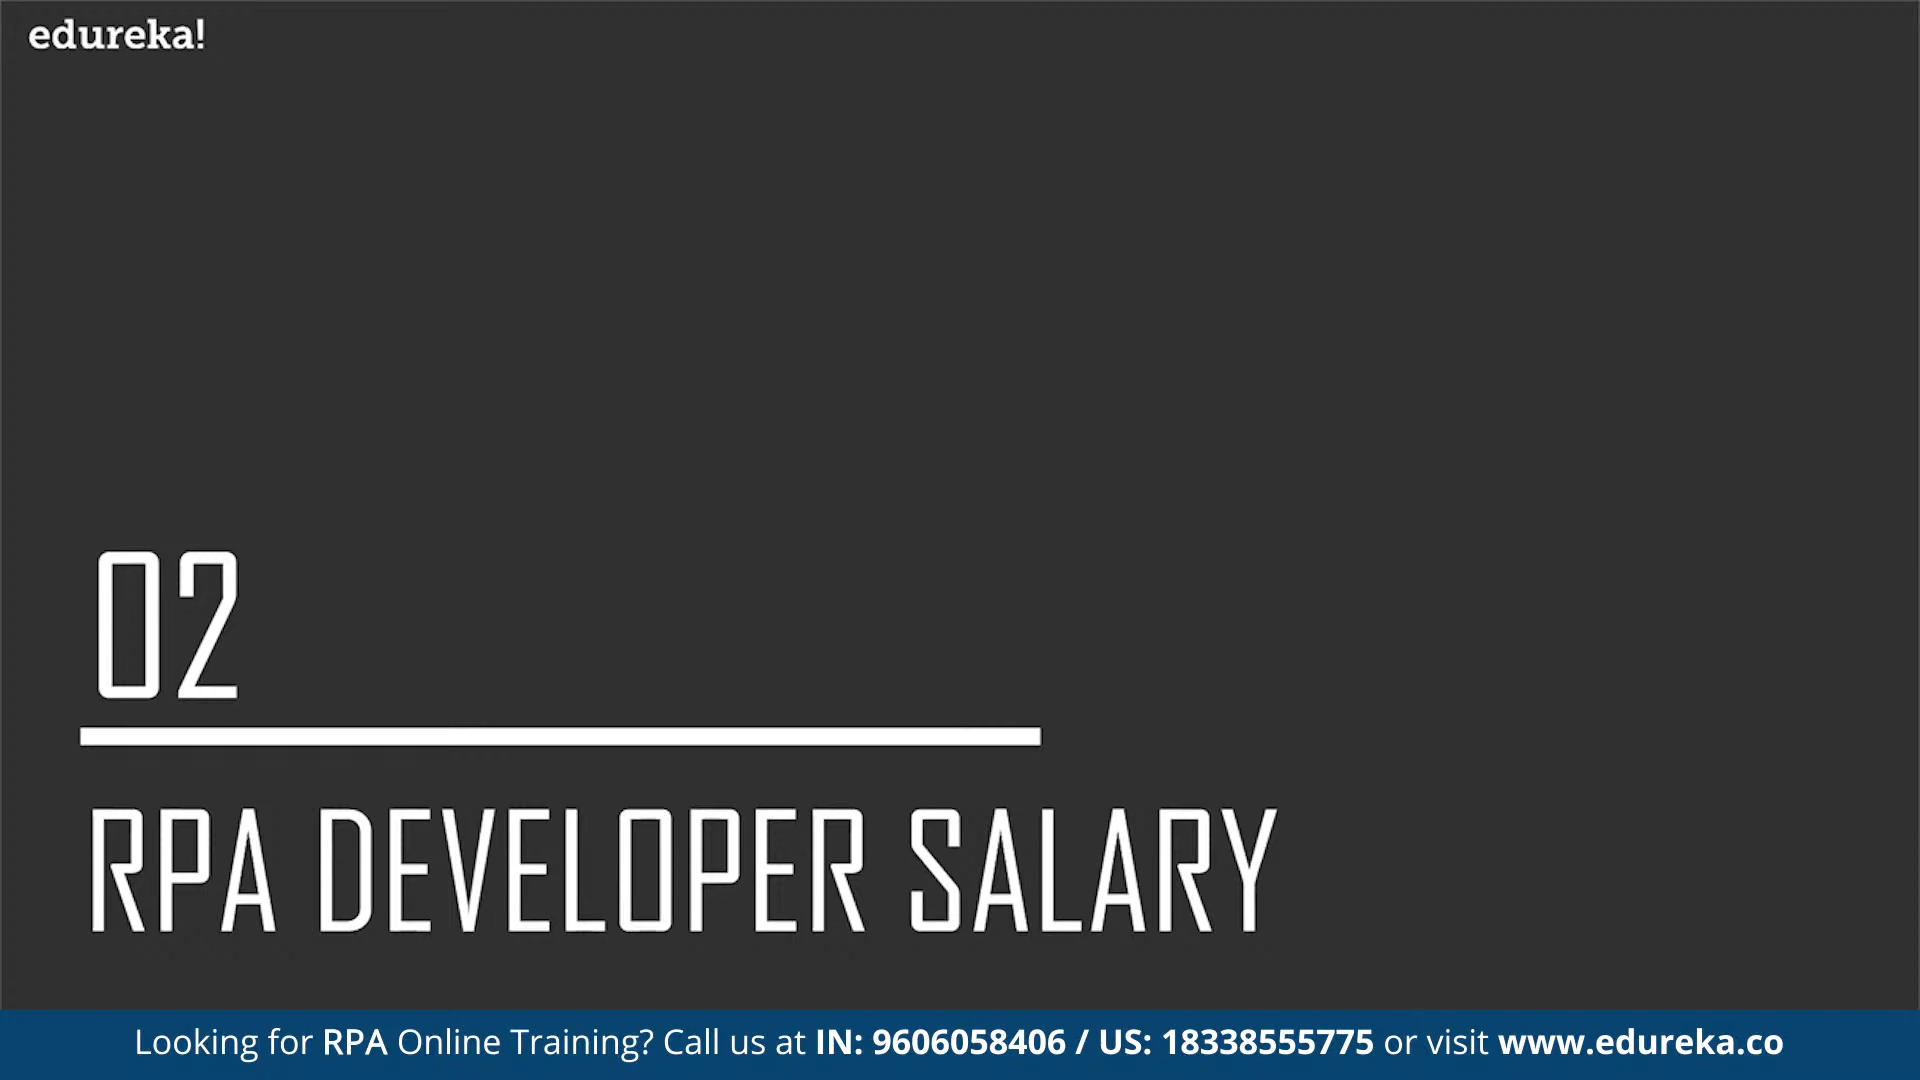 edureka!
02
RPA DEVELOPER SALARY
Looking for RPA Online Training? Call us at IN: 9606058406 / US: 18338555775 or visit www.edureka.co